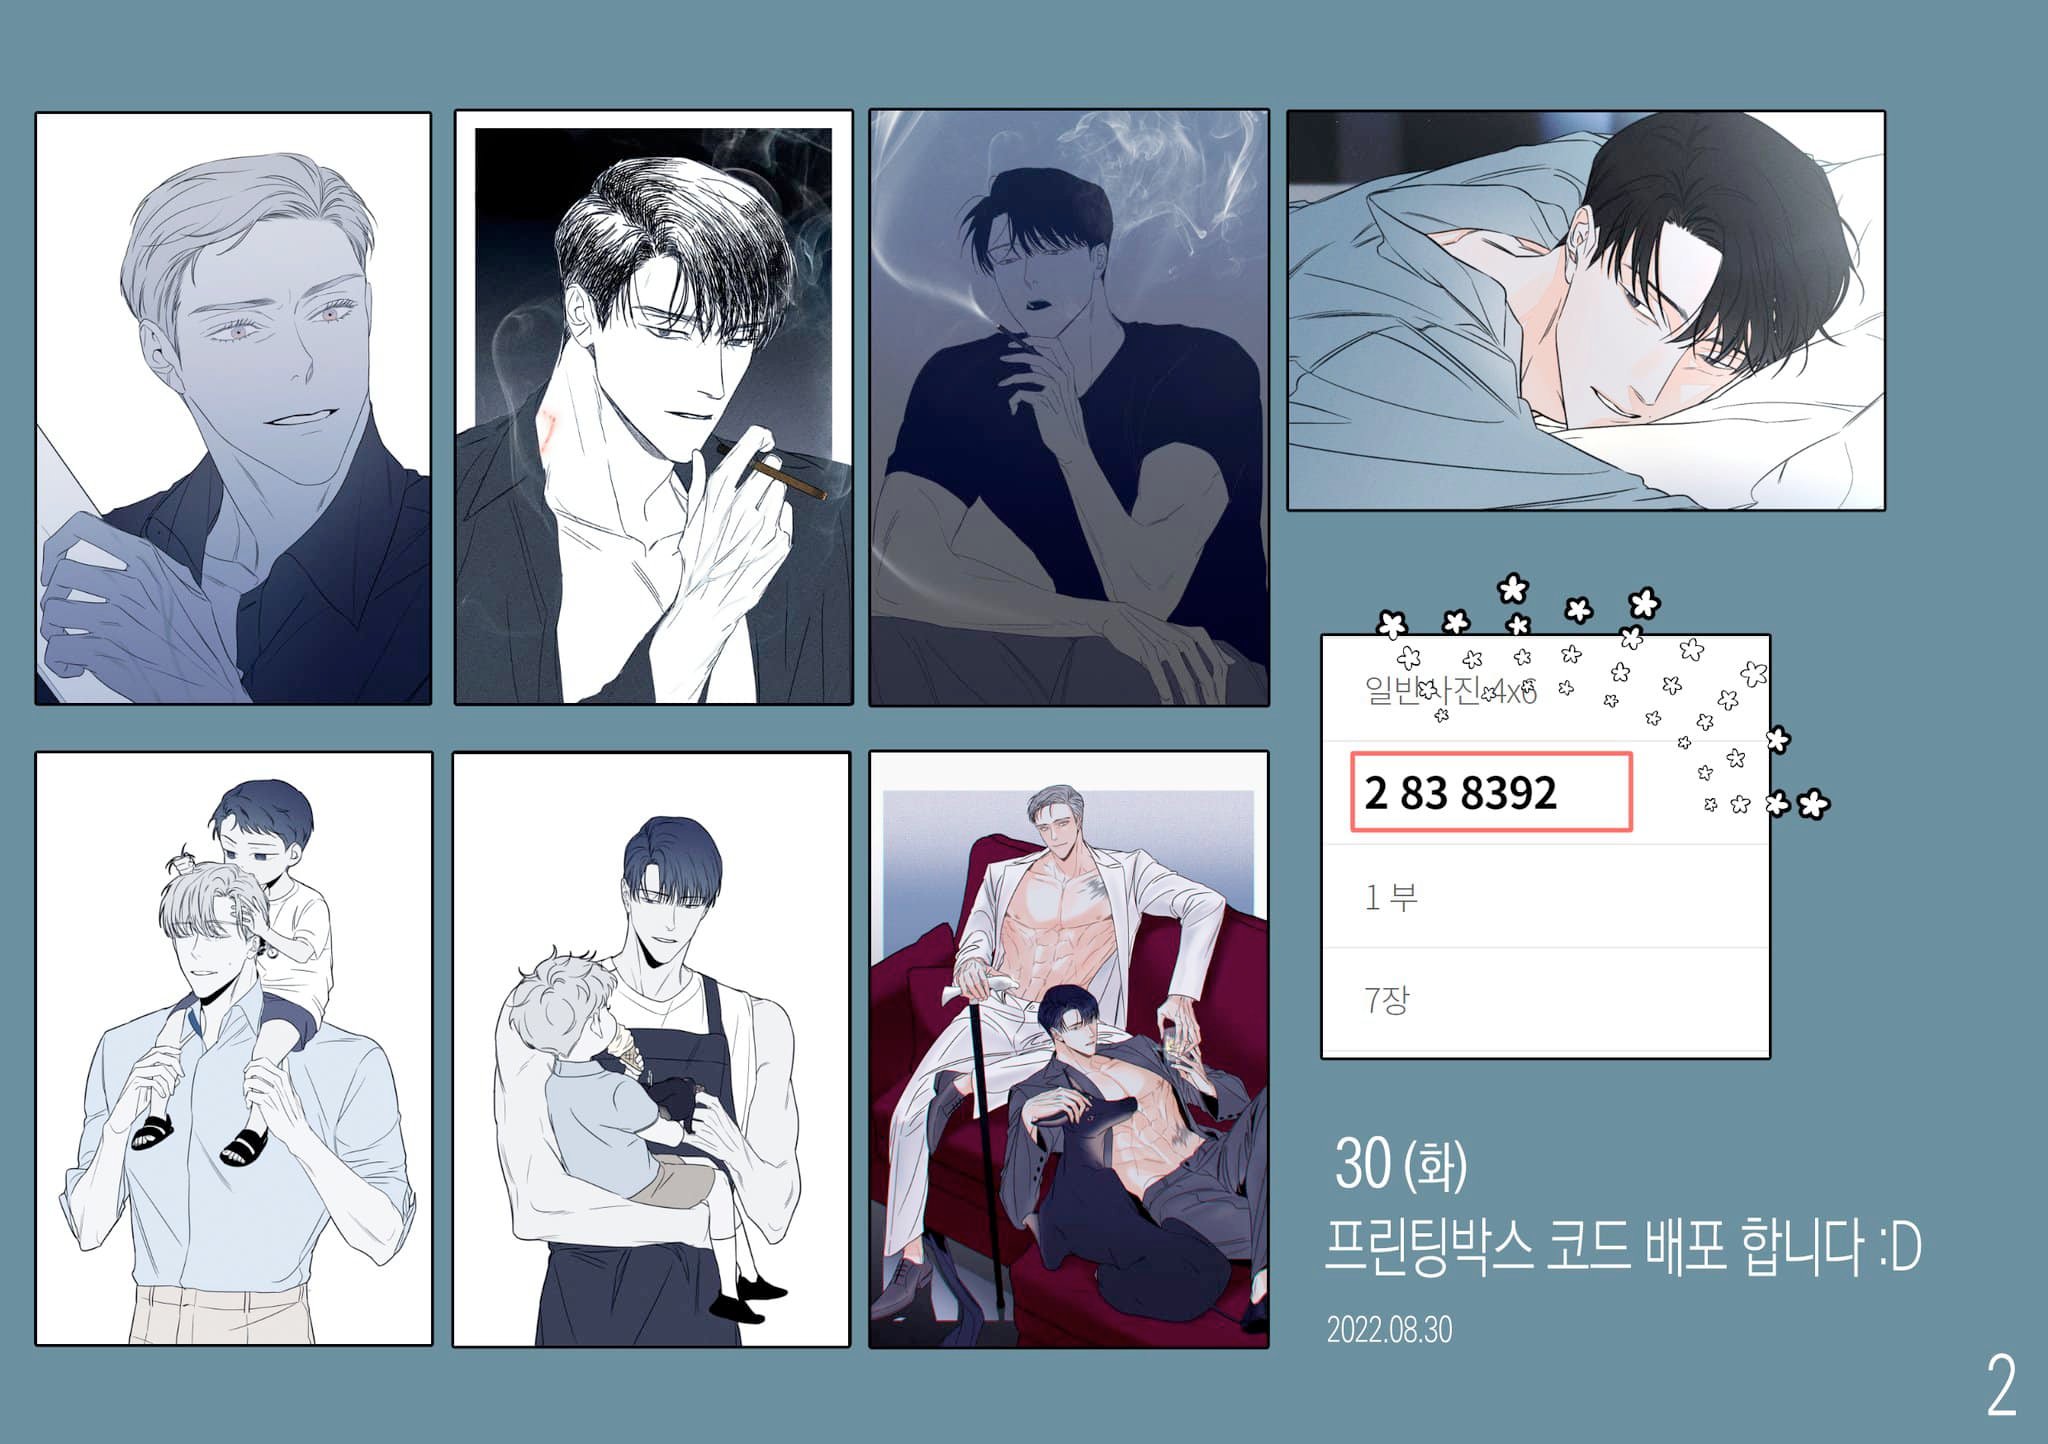 일반사진 4x6
2 83 8392
1 부
7장
30 (화)
프린팅박스 코드 배포 합니다 :D
2022.08.30
2